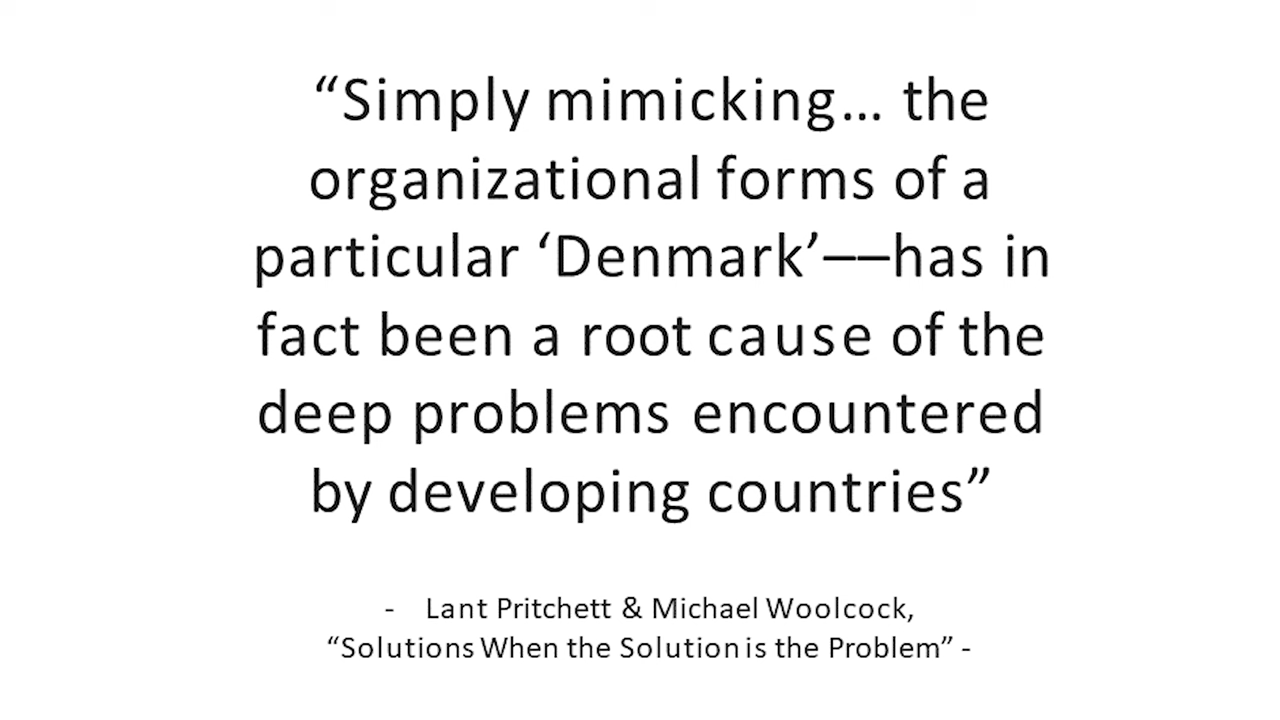 “Simply mimicking… the
organizational forms of a
particular ‘Denmark’––has in
fact been a root cause of the
deep problems encountered
by developing countries”
- Lant Pritchett & Michael Woolcock,
“Solutions When the Solution is the Problem” -